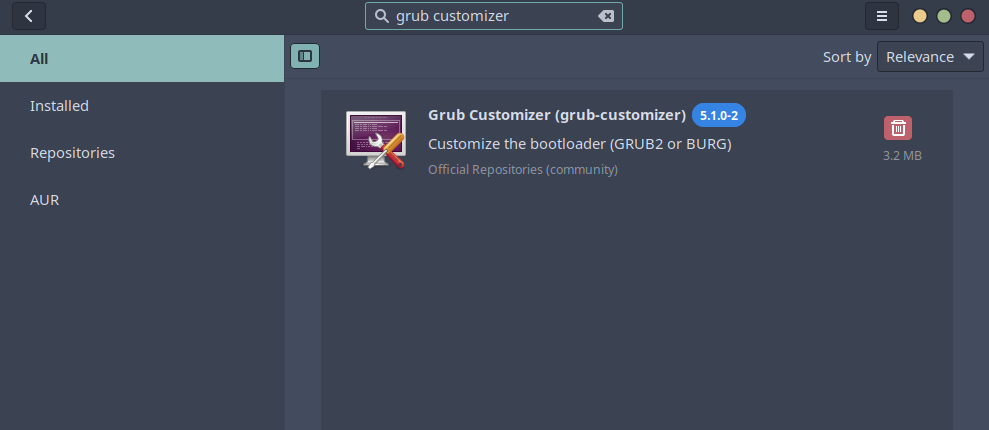 grub customizer
All
Installed
Repositories
AUR
Sort by Relevance
Grub Customizer (grub-customizer) 5.1.0-2
Customize the bootloader (GRUB2 or BURG)
Official Repositories (community)
3.2 MB